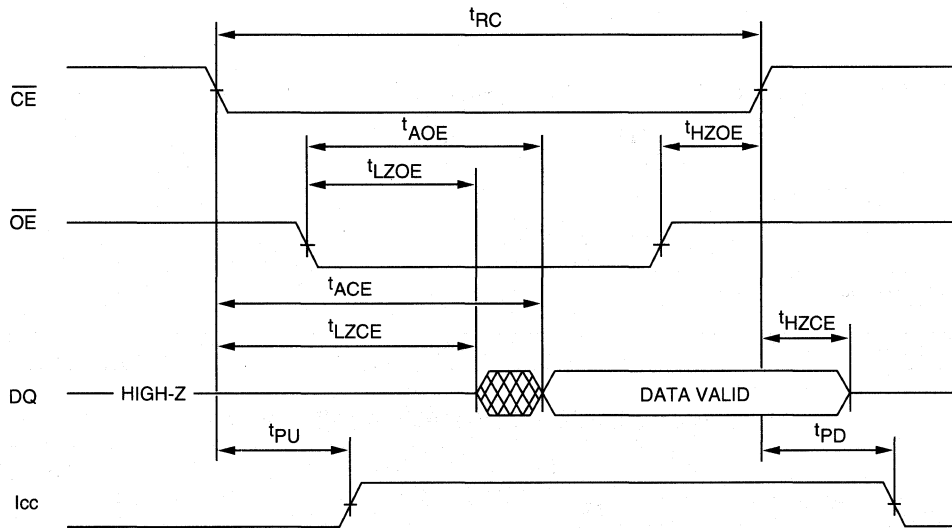 tRC
CE
tAOE
tHZOE
tLZOE
OE
tACE
tLZCE
tHZCE
DQ
HIGH-Z
DATA VALID
tPU
tPD
Icc